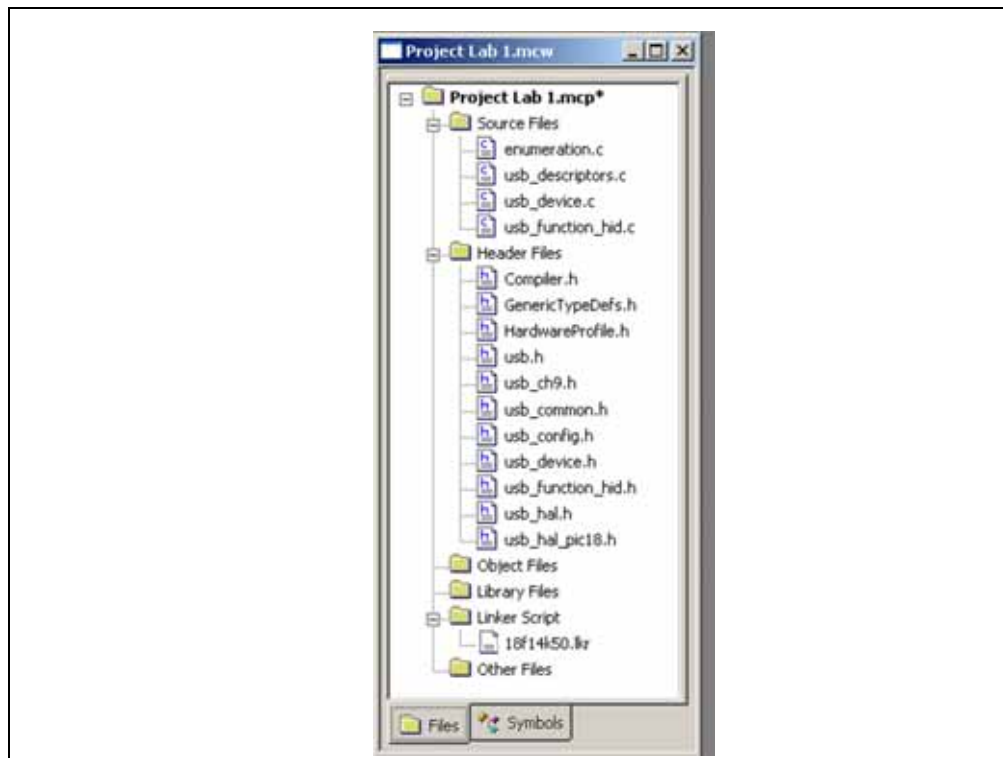 Project Lab 1.mcw
Project Lab 1.mcp*
Source Files
enumeration.c
usb_descriptors.c
usb_device.c
usb_function_hid.c
Header Files
Compiler.h
GenericTypeDefs.h
HardwareProfile.h
usb.h
usb_ch9.h
usb_common.h
usb_config.h
usb_device.h
usb_function_hid.h
usb_hal.h
usb_hal_pic18.h
Object Files
Library Files
Linker Script
18f14k50.lkr
Other Files
Files Symbols